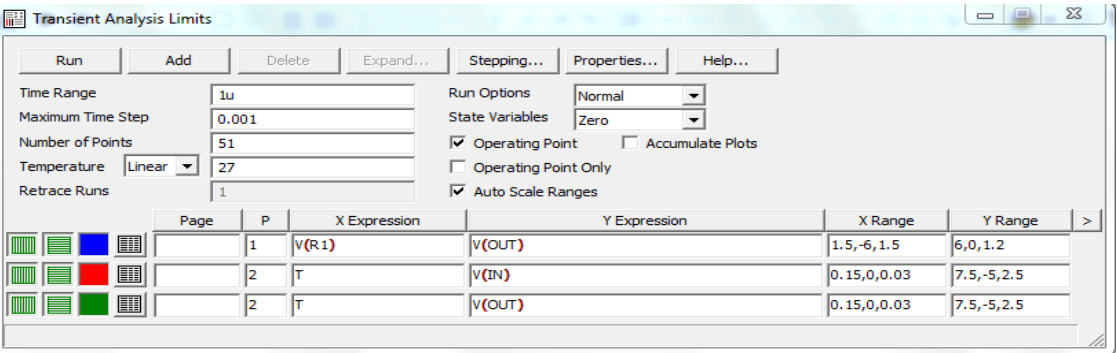 Transient Analysis Limits
Run Add Delete Expand... Stepping... Properties... Help...
Time Range 1u Run Options Normal
Maximum Time Step 0.001 State Variables Zero
Number of Points 51 Operating Point Accumulate Plots
Temperature Linear 27 Operating Point Only
Retrace Runs 1 Auto Scale Ranges
Page P X Expression Y Expression X Range Y Range >
1 V(R1) V(OUT) 1.5,-6,1.5 6,0,1.2
2 T V(IN) 0.15,0,0.03 7.5,-5,2.5
2 T V(OUT) 0.15,0,0.03 7.5,-5,2.5